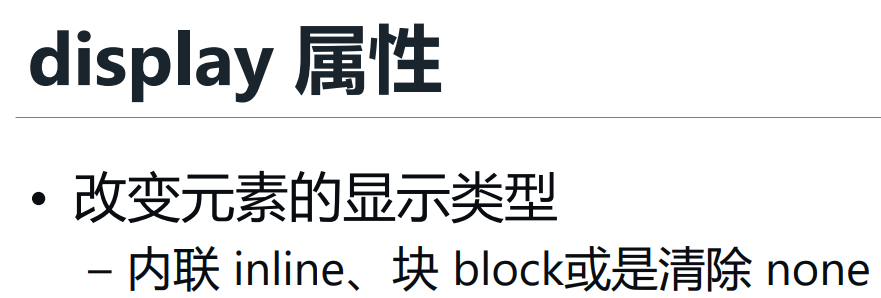 display 属性
• 改变元素的显示类型
– 内联 inline、块 block或是清除 none